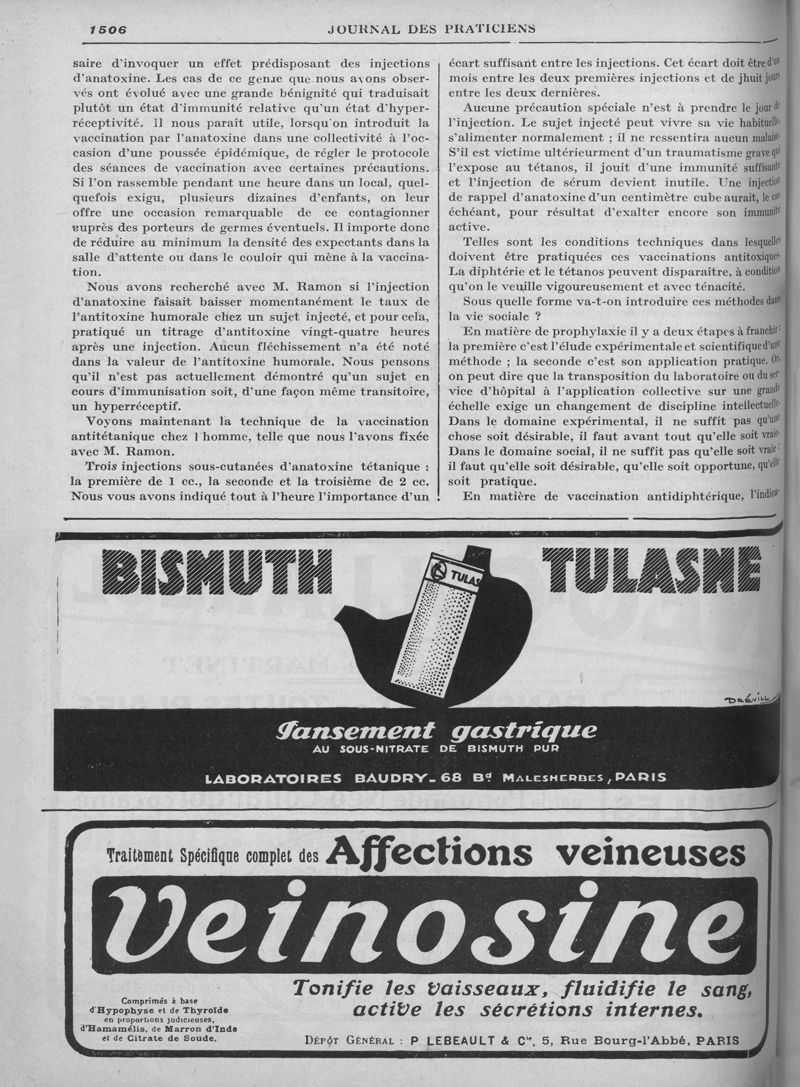 1506
JOURNAL DES PRATICIENS
saire d'invoquer un effet prédisposant des injections
d'anatoxine. Les cas de ce genre que nous avons obser-
vés ont évolué avec une grande bénignité qui traduisait
plutôt un état d'immunité relative qu'un état d'hyper-
réceptivité. Il nous paraît utile, lorsqu'on introduit la
vaccination par l'anatoxine dans une collectivité à l'oc-
casion d'une poussée épidémique, de régler le protocole
des séances de vaccination avec certaines précautions.
Si l'on rassemble pendant une heure dans un local, quel-
quefois exigu, plusieurs dizaines d'enfants, on leur
offre une occasion remarquable de ce contagionner
auprès des porteurs de germes éventuels. Il importe donc
de réduire au minimum la densité des expectants dans la
salle d'attente ou dans le couloir qui mène à la vaccina-
tion.
Nous avons recherché avec M. Ramon si l'injection
d'anatoxine faisait baisser momentanément le taux de
l'antitoxine humorale chez un sujet injecté, et pour cela,
pratiqué un titrage d'antitoxine vingt-quatre heures
après une injection. Aucun fléchissement n'a été noté
dans la valeur de l'antitoxine humorale. Nous pensons
qu'il n'est pas actuellement démontré qu'un sujet en
cours d'immunisation soit, d'une façon même transitoire,
un hyperréceptif.
Voyons maintenant la technique de la vaccination
antitétanique chez l homme, telle que nous l'avons fixée
avec M. Ramon.
Trois injections sous-cutanées d'anatoxine tétanique :
la première de 1 cc., la seconde et la troisième de 2 cc.
Nous vous avons indiqué tout à l'heure l'importance d'un
écart suffisant entre les injections. Cet écart doit être d'un
mois entre les deux premières injections et de jhuit jours
entre les deux dernières.
Aucune précaution spéciale n'est à prendre le jour de
l'injection. Le sujet injecté peut vivre sa vie habituelle,
s'alimenter normalement ; il ne ressentira aucun malaise.
S'il est victime ultérieurment d'un traumatisme grave qui
l'expose au tétanos, il jouit d'une immunité suffisante
et l'injection de sérum devient inutile. Une injection
de rappel d'anatoxine d'un centimètre cube aurait, le cas
échéant, pour résultat d'exalter encore son immunité
active.
Telles sont les conditions techniques dans lesquelles
doivent être pratiquées ces vaccinations antitoxiques.
La diphtérie et le tétanos peuvent disparaître, à condition
qu'on le veuille vigoureusement et avec ténacité.
Sous quelle forme va-t-on introduire ces méthodes dans
la vie sociale ?
En matière de prophylaxie il y a deux étapes à franchir :
la première c'est l'élude expérimentale et scientifique d'une
méthode ; la seconde c'est son application pratique. Or,
on peut dire que la transposition du laboratoire ou du ser-
vice d'hôpital à l'application collective sur une grande
échelle exige un changement de discipline intellectuelle.
Dans le domaine expérimental, il ne suffit pas qu'une
chose soit désirable, il faut avant tout qu'elle soit vraie.
Dans le domaine social, il ne suffit pas qu'elle soit vraie :
il faut qu'elle soit désirable, qu'elle soit opportune, qu'elle
soit pratique.
En matière de vaccination antidiphtérique, l'indica-
BISMUTH TULASNE
TULAS
DRÉVILL
Pansement gastrique
AU SOUS-NITRATE DE BISMUTH PUR
LABORATOIRES BAUDRY_68 Bd MALESHERBES, PARIS
Traitement Spécifique complet des Affections veineuses
Veinosine
Comprimés à base
d'Hypophyse et de Thyroïde
en proportions judicieuses,
d'Hamamélis, de Marron d'Inde
et de Citrate de Soude.
Tonifie les Vaisseaux, fluidifie le sang,
active les sécrétions internes.
DÉPÔT GÉNÉRAL : P LEBEAULT & Cie, 5, Rue Bourg-l'Abbé, PARIS